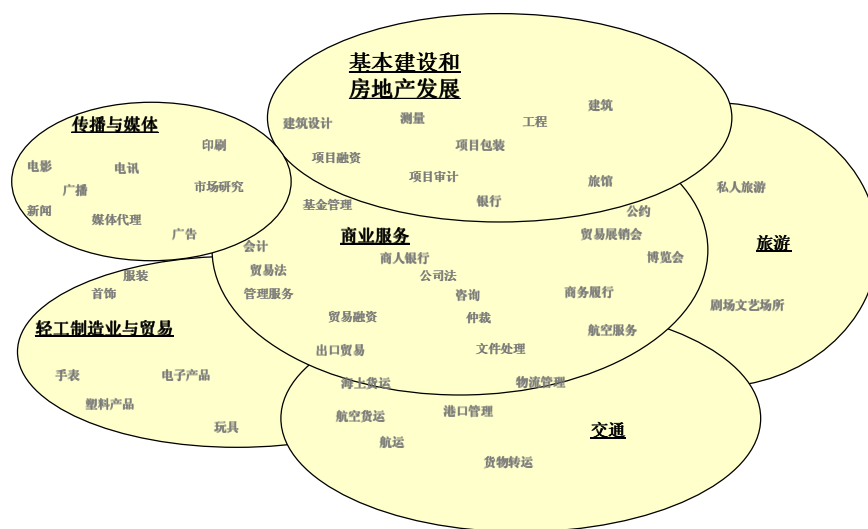 基本建设和
房地产发展
建筑
建筑设计
测量
工程
项目包装
项目融资
项目审计
旅馆
银行
传播与媒体
印刷
电影
电讯
广播
市场研究
新闻
媒体代理
广告
基金管理
公约
商业服务
贸易展销会
会计
商人银行
博览会
贸易法
公司法
管理服务
咨询
商务履行
贸易融资
仲裁
航空服务
出口贸易
文件处理
海上货运
物流管理
私人旅游
旅游
剧场文艺场所
服装
首饰
轻工制造业与贸易
手表
电子产品
塑料产品
玩具
航空货运
港口管理
交通
航运
货物转运